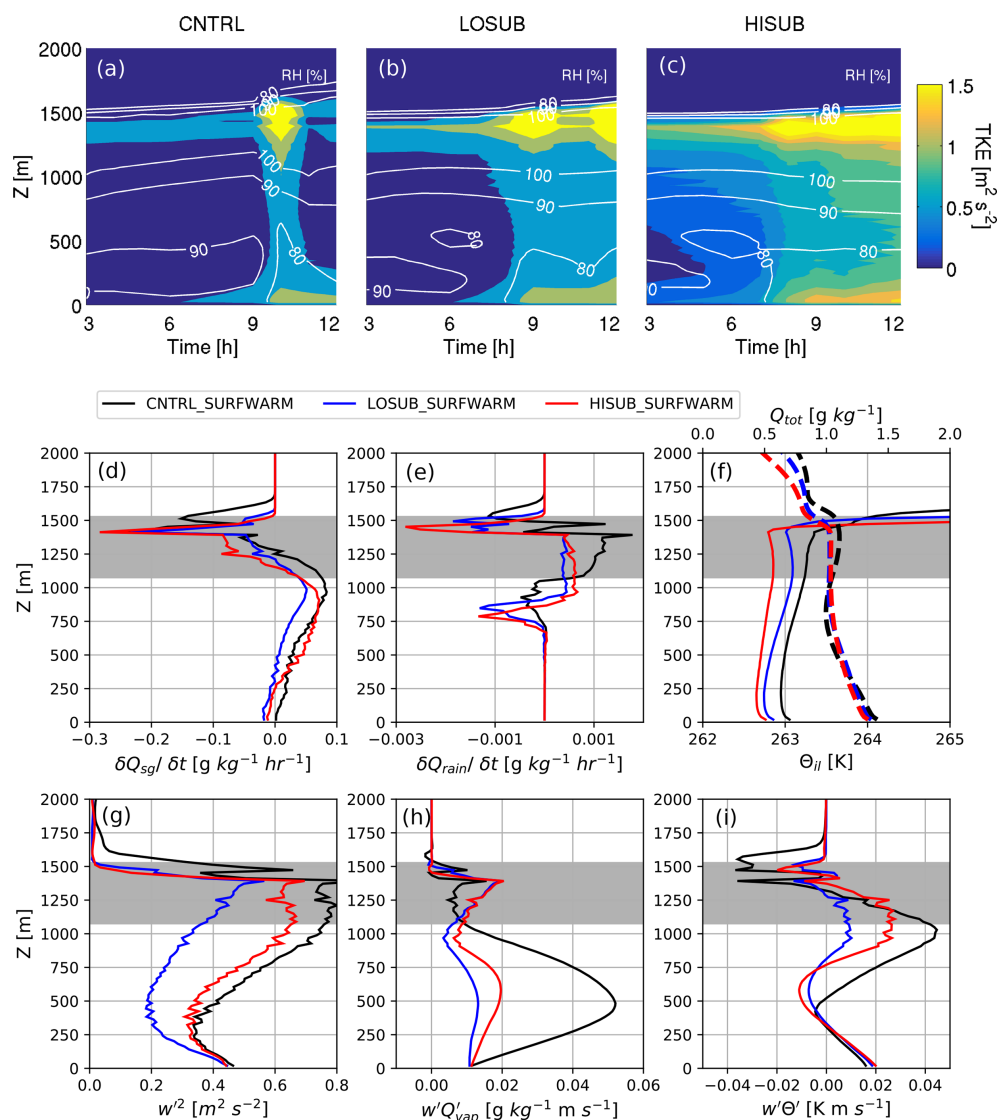 CNTRL LOSUB HISUB
2000 (a) RH [%] (b) RH [%] (c) RH [%] 1.5
80 80 80
1500 100 100 100
1
1000 100 100 100
90 90 90
0.5
500 80 80 80
90 90 90
0 0
Z [m]
TKE [m² s⁻²]
3 6 9 12 3 6 9 12 3 6 9 12
Time [h] Time [h] Time [h]
CNTRL_SURFWARM LOSUB_SURFWARM HISUB_SURFWARM
Q_tot [g kg⁻¹]
0.0 0.5 1.0 1.5 2.0
(d) (e) (f)
2000 2000 2000
1750 1750 1750
1500 1500 1500
1250 1250 1250
1000 1000 1000
750 750 750
500 500 500
250 250 250
0 0 0
Z [m]
−0.3 −0.2 −0.1 0.0 0.1 −0.003 −0.001 0.001 262 263 264 265
δQ_sg/ δt [g kg⁻¹ hr⁻¹] δQ_rain/ δt [g kg⁻¹ hr⁻¹] Θ_il [K]
(g) (h) (i)
2000 2000 2000
1750 1750 1750
1500 1500 1500
1250 1250 1250
1000 1000 1000
750 750 750
500 500 500
250 250 250
0 0 0
Z [m]
0.0 0.2 0.4 0.6 0.8 0.00 0.02 0.04 0.06 −0.04 −0.02 0.00 0.02 0.04
w'² [m² s⁻²] w'Q'_vap [g kg⁻¹ m s⁻¹] w'Θ' [K m s⁻¹]